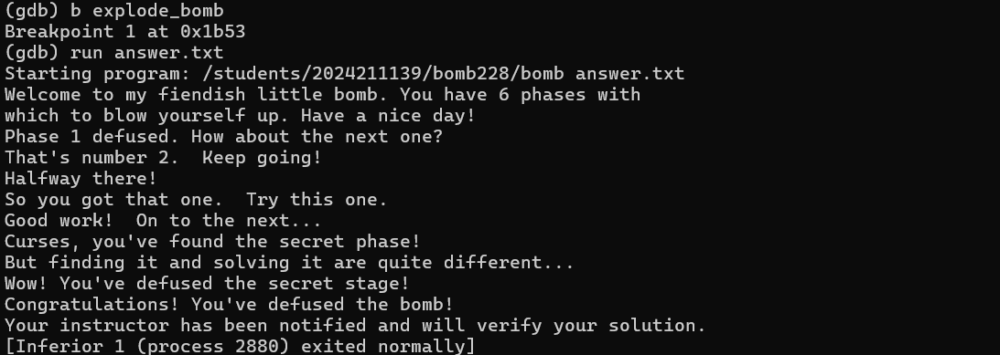 (gdb) b explode_bomb
Breakpoint 1 at 0x1b53
(gdb) run answer.txt
Starting program: /students/2024211139/bomb228/bomb answer.txt
Welcome to my fiendish little bomb. You have 6 phases with
which to blow yourself up. Have a nice day!
Phase 1 defused. How about the next one?
That's number 2.  Keep going!
Halfway there!
So you got that one.  Try this one.
Good work!  On to the next...
Curses, you've found the secret phase!
But finding it and solving it are quite different...
Wow! You've defused the secret stage!
Congratulations! You've defused the bomb!
Your instructor has been notified and will verify your solution.
[Inferior 1 (process 2880) exited normally]